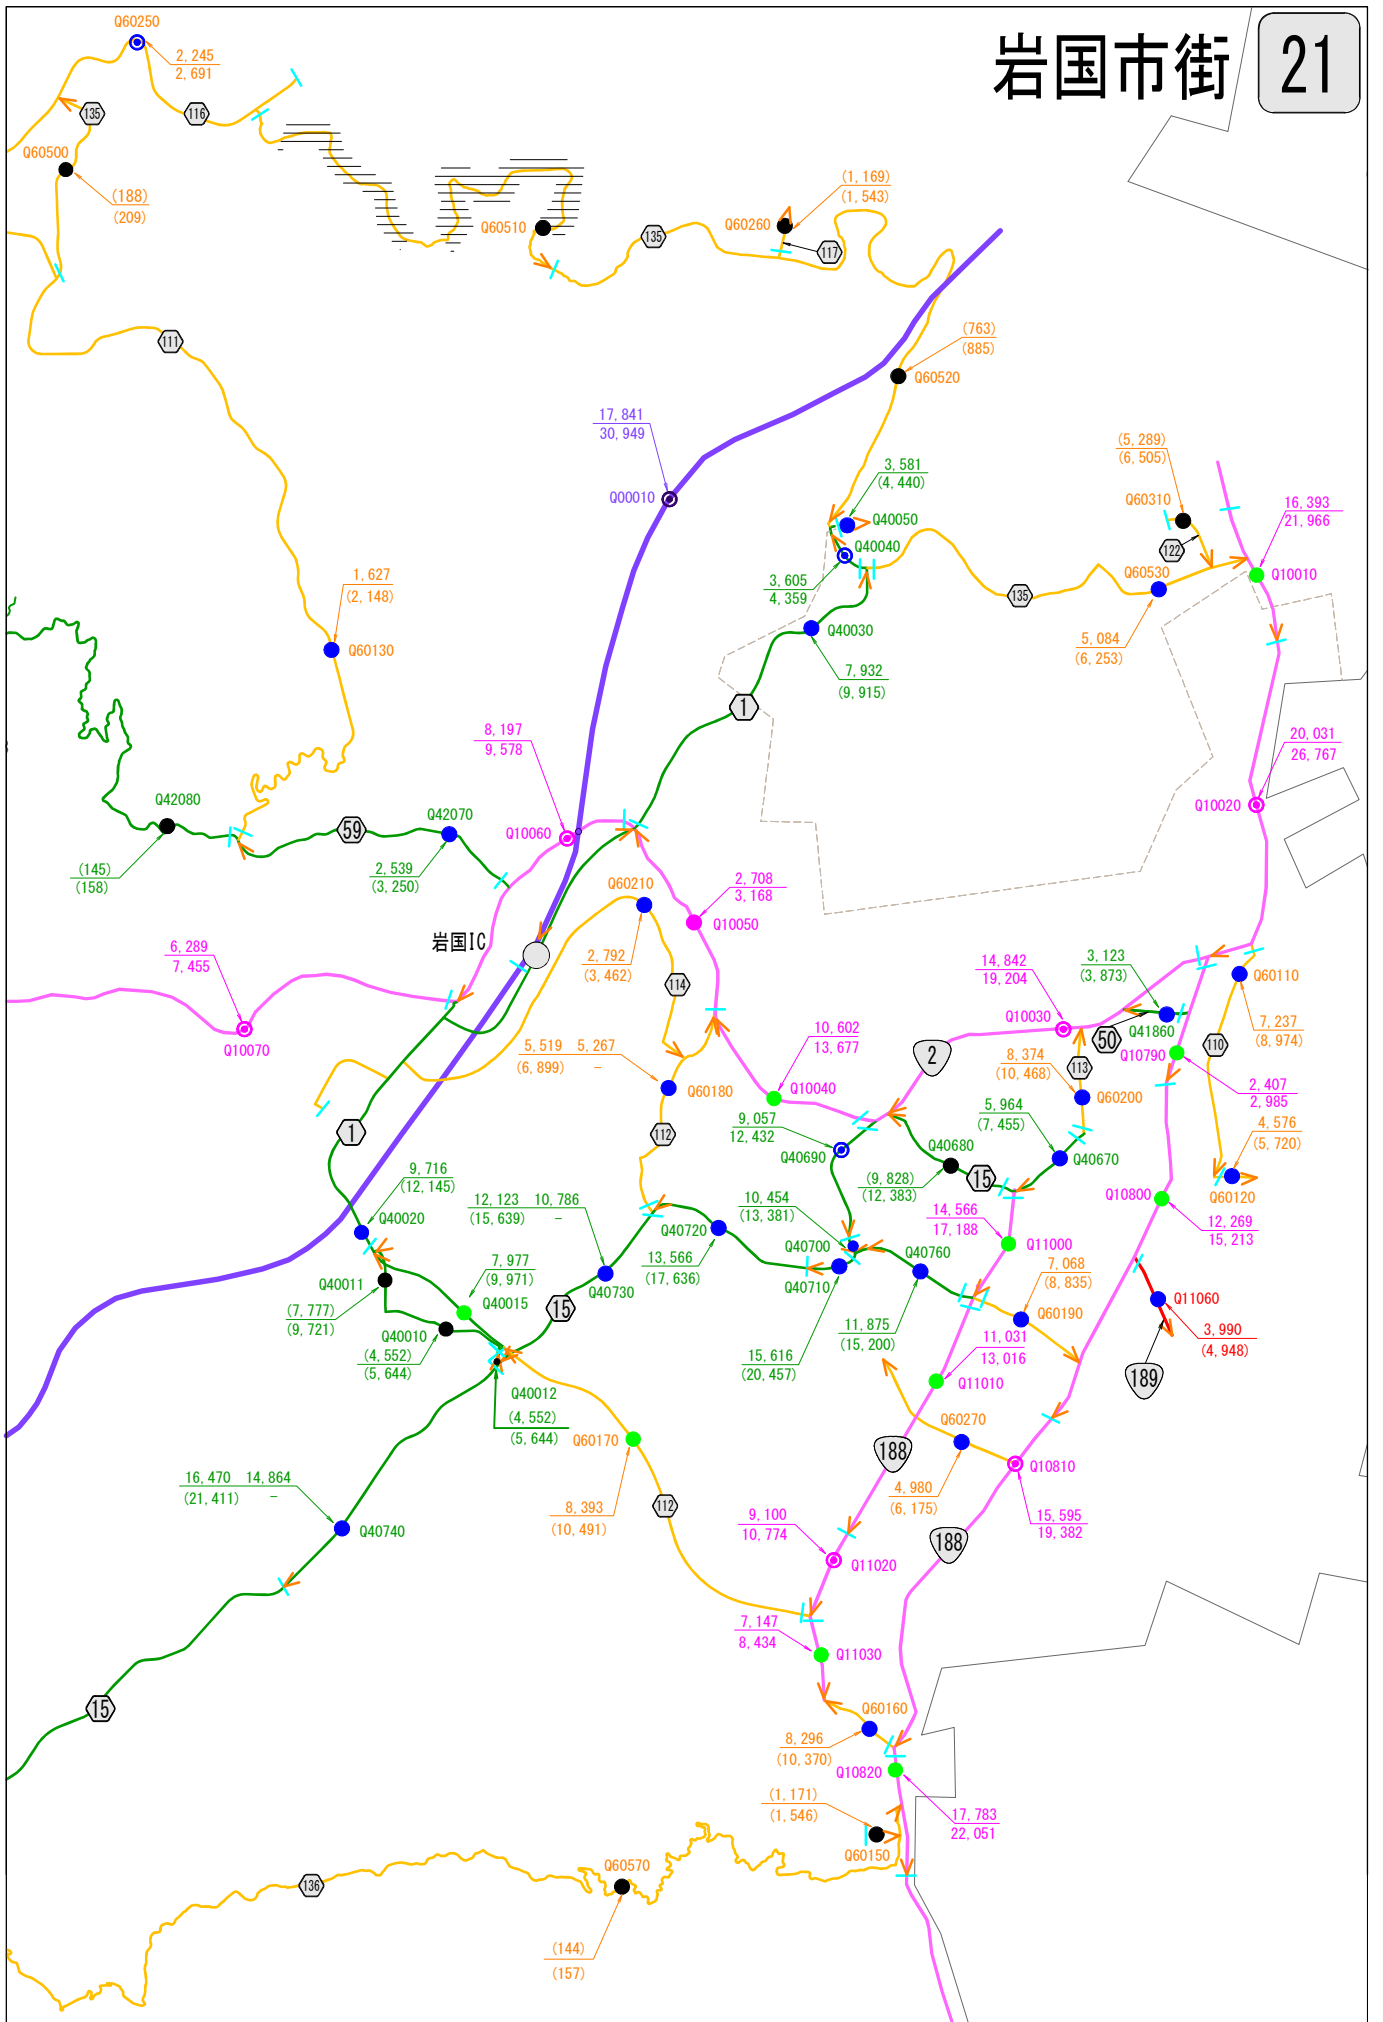 岩国市街 21
Q60250
2,245
2,691
135
116
Q60500
(188)
(209)
Q60510
135
Q60260
(1,169)
(1,543)
117
111
(763)
(885)
Q60520
17,841
30,949
Q00010
3,581
(4,440)
Q40050
Q40040
3,605
4,359
(5,289)
(6,505)
Q60310
122
16,393
21,966
Q10010
Q60530
135
5,084
(6,253)
1,627
(2,148)
Q60130
Q40030
7,932
(9,915)
1
8,197
9,578
Q10060
20,031
26,767
Q10020
Q42080
(145)
(158)
59
Q42070
2,539
(3,250)
Q60210
2,708
3,168
Q10050
岩国IC
6,289
7,455
Q10070
2,792
(3,462)
114
14,842
19,204
Q10030
3,123
(3,873)
Q41860
50
Q60110
7,237
(8,974)
110
Q10790
2,407
2,985
5,519 5,267
(6,899) −
Q60180
10,602
13,677
Q10040
2
8,374
(10,468)
113
Q60200
112
9,057
12,432
Q40690
Q40680
(9,828)
(12,383)
15
5,964
(7,455)
Q40670
4,576
(5,720)
Q60120
Q10800
12,269
15,213
1
9,716
(12,145)
Q40020
12,123 10,786
(15,639) −
Q40730
Q40720
13,566
(17,636)
10,454
(13,381)
Q40700
Q40710
Q40760
14,566
17,188
Q11000
7,068
(8,835)
Q60190
Q11060
3,990
(4,948)
189
Q40011
(7,777)
(9,721)
7,977
(9,971)
Q40015
15
Q40010
(4,552)
(5,644)
11,875
(15,200)
15,616
(20,457)
11,031
13,016
Q11010
Q40012
(4,552)
(5,644)
Q60170
188
Q60270
4,980
(6,175)
Q10810
15,595
19,382
16,470 14,864
(21,411) −
Q40740
8,393
(10,491)
112
9,100
10,774
Q11020
188
7,147
8,434
Q11030
15
Q60160
8,296
(10,370)
Q10820
17,783
22,051
(1,171)
(1,546)
Q60150
Q60570
136
(144)
(157)